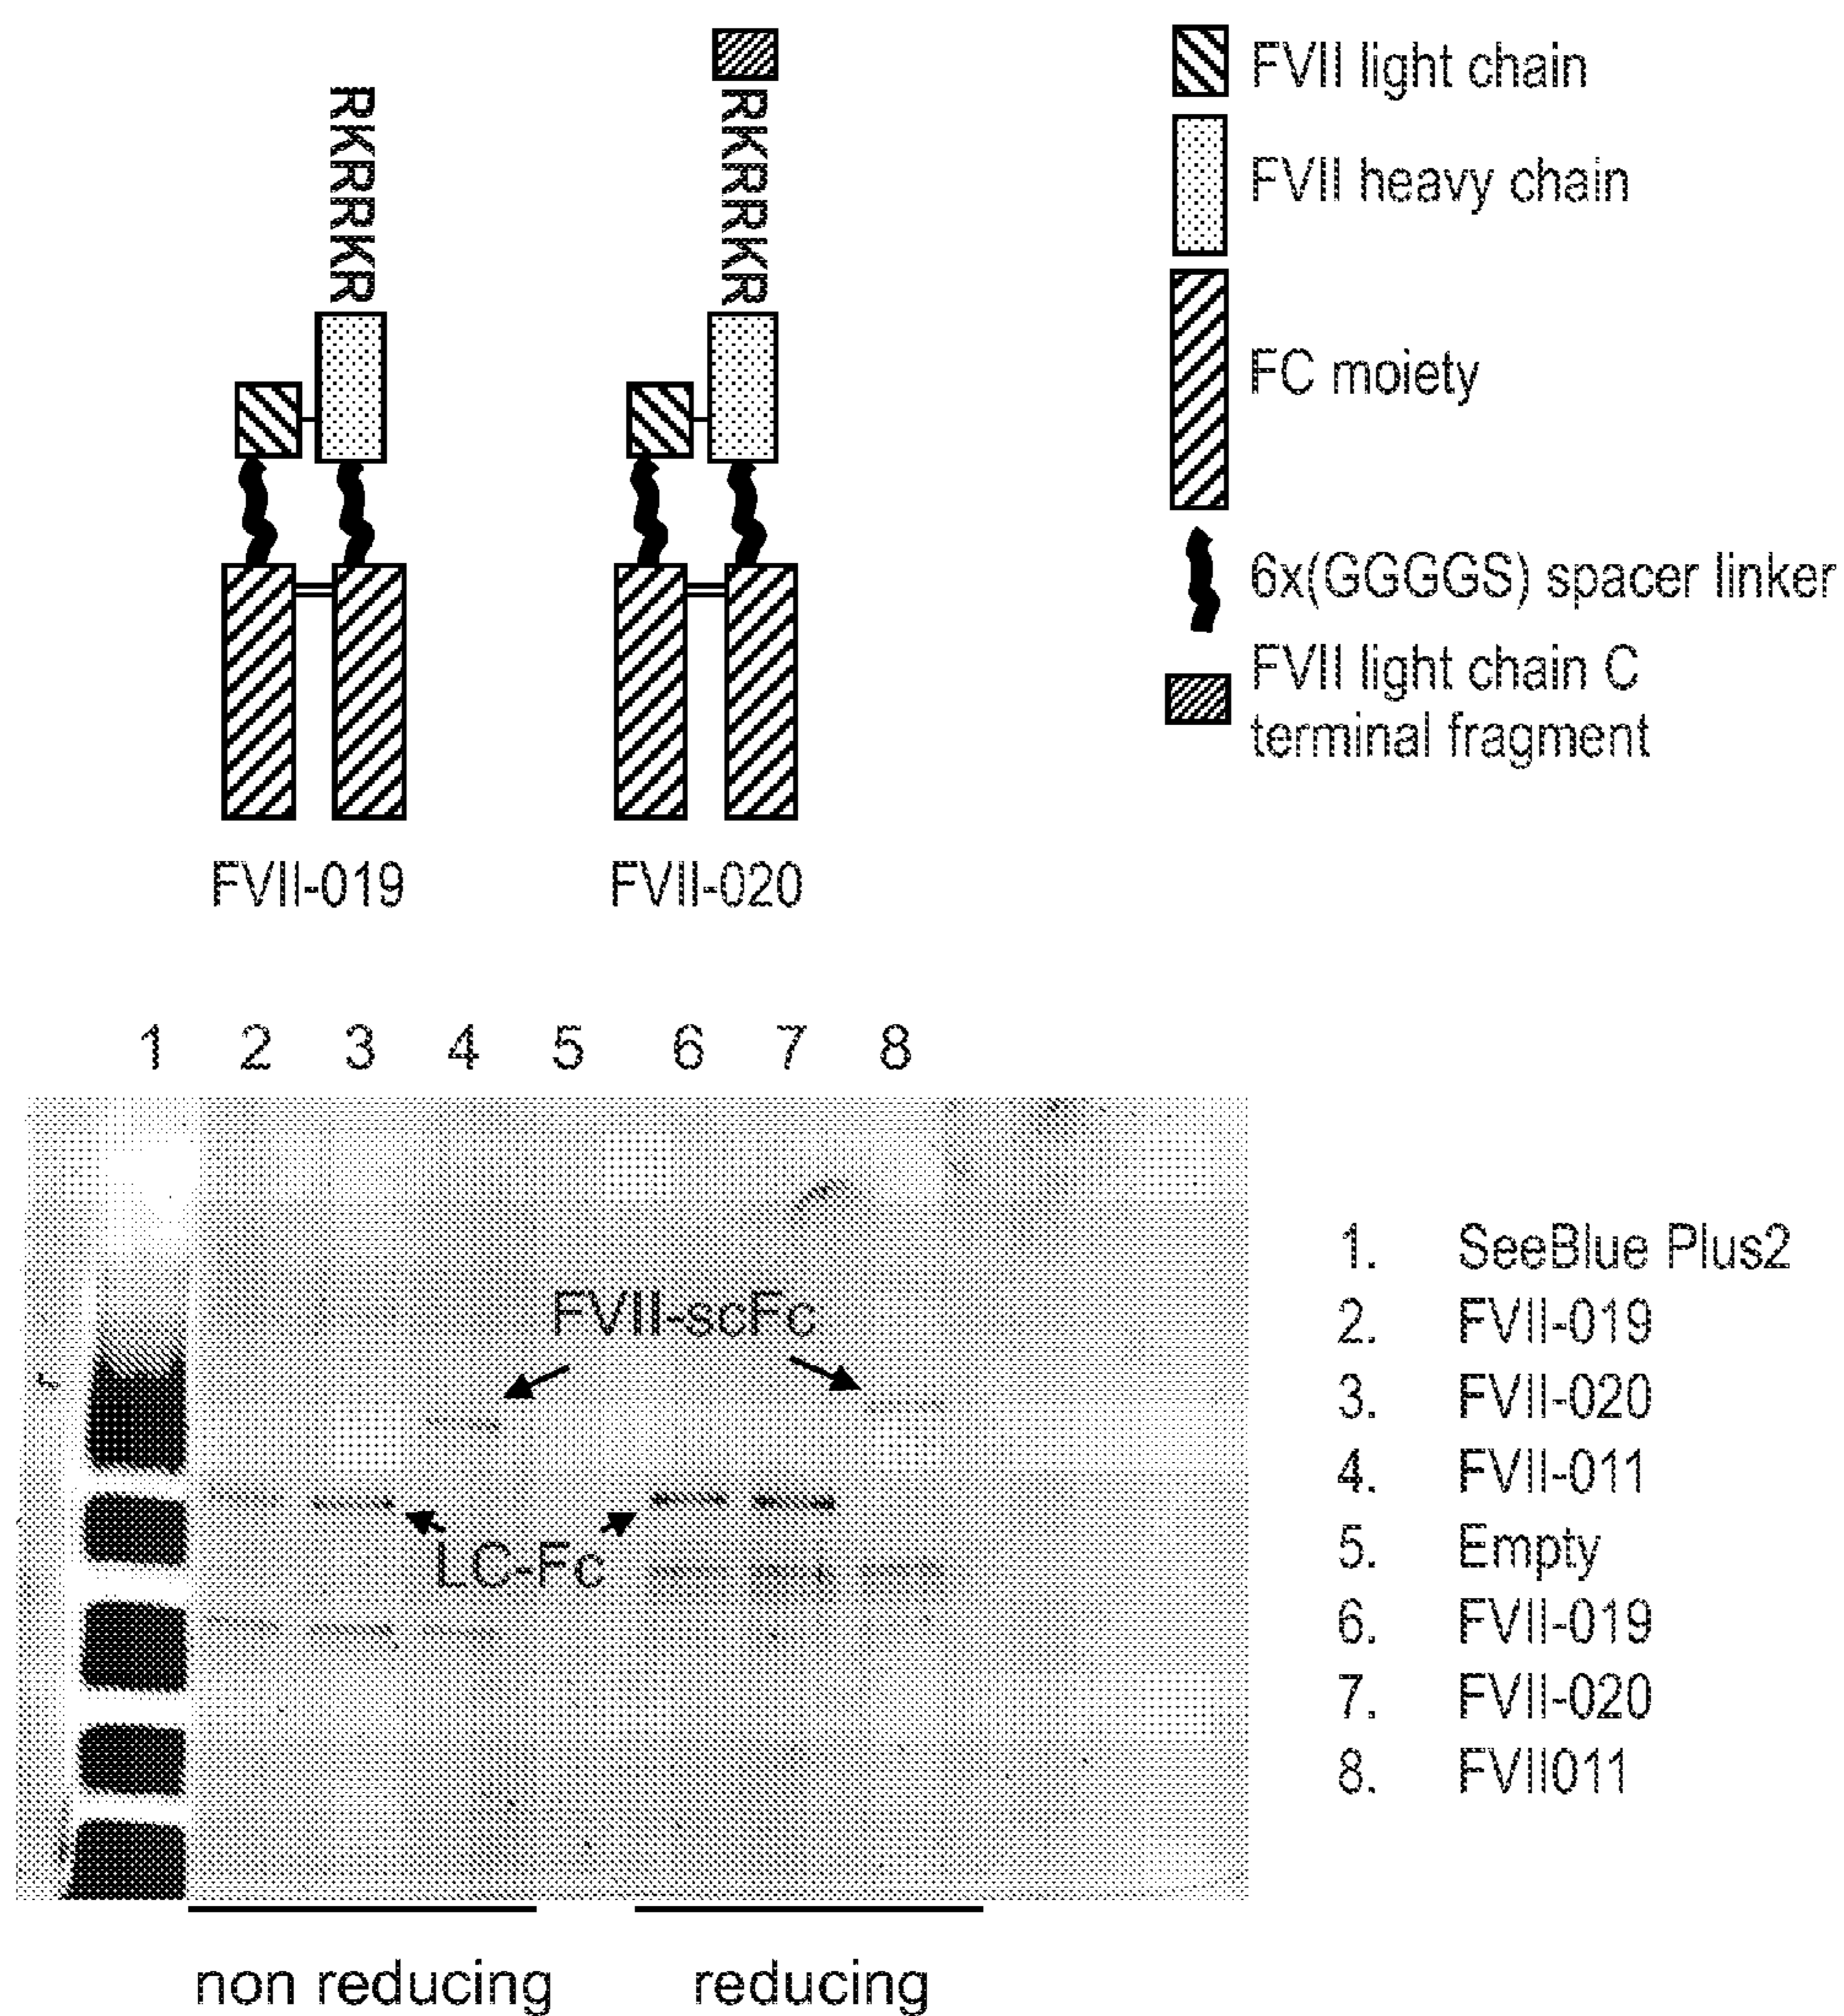 RKRRKR
RKRRKR
FVII light chain
FVII heavy chain
FC moiety
6x(GGGGS) spacer linker
FVII light chain C
terminal fragment
FVII-019
FVII-020
1 2 3 4 5 6 7 8
FVII-scFc
LC-Fc
1. SeeBlue Plus2
2. FVII-019
3. FVII-020
4. FVII-011
5. Empty
6. FVII-019
7. FVII-020
8. FVII011
non reducing
reducing